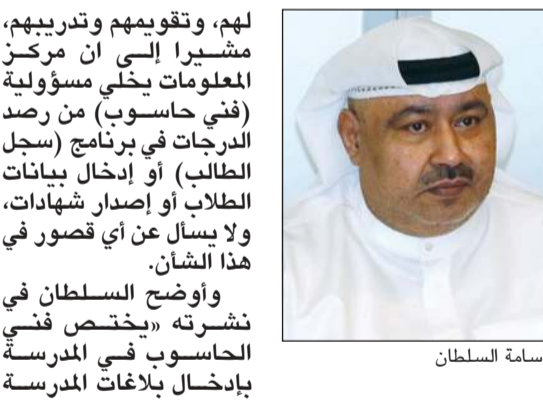 لهم، وتقويمهم وتدريبهم،
مشيرا إلى ان مركز
المعلومات يخلي مسؤولية
(فني حاسوب) من رصد
الدرجات في برنامج (سجل
الطالب) أو إدخال بيانات
الطلاب أو إصدار شهادات،
ولا يسأل عن أي قصور في
هذا الشأن.
وأوضح السلطان في
نشرته «يختص فني
الحاسوب في المدرسة
بإدخال بلاغات المدرسة
سامة السلطان